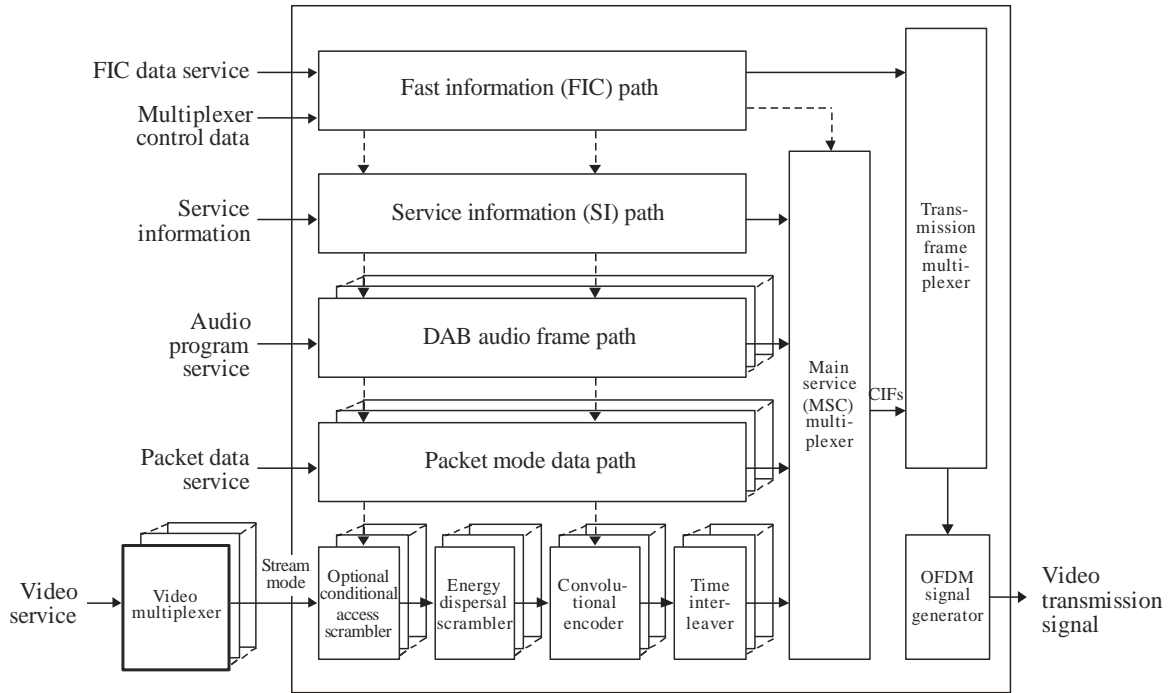 FIC data service
Fast information (FIC) path
Multiplexer
control data
Service
information
Service information (SI) path
Trans-
mission
frame
multi-
plexer
Audio
program
service
DAB audio frame path
Main
service
(MSC)
multi-
plexer
CIFs
Packet data
service
Packet mode data path
Video
service
Video
multiplexer
Stream
mode
Optional
conditional
access
scrambler
Energy
dispersal
scrambler
Convolu-
tional
encoder
Time
inter-
leaver
OFDM
signal
generator
Video
transmission
signal